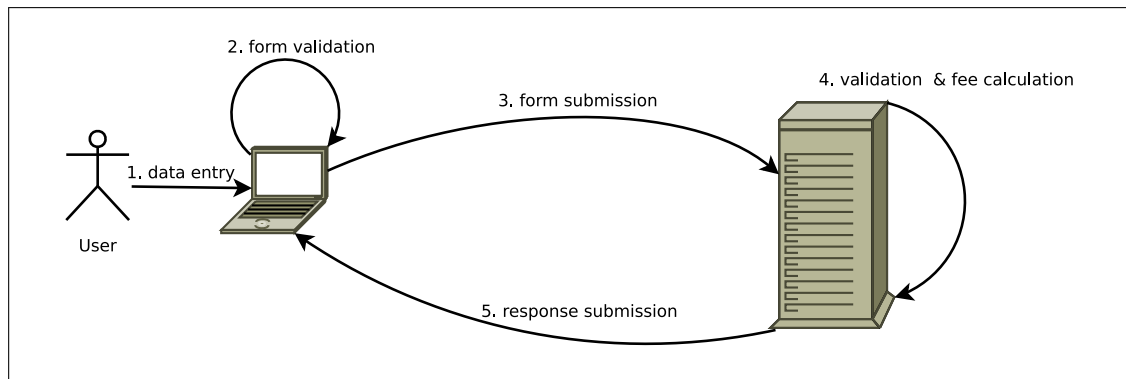 2. form validation
4. validation & fee calculation
3. form submission
1. data entry
User
5. response submission